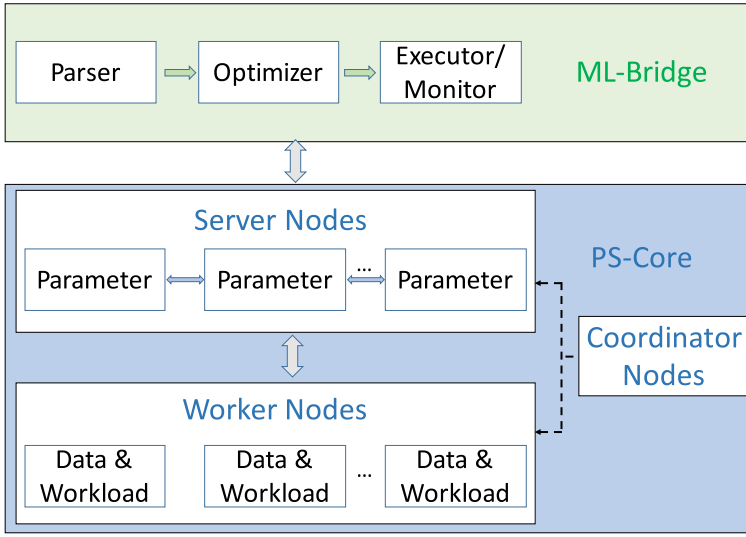 Parser
Optimizer
Executor/
Monitor
ML-Bridge
Server Nodes
Parameter
Parameter
...
Parameter
PS-Core
Coordinator
Nodes
Worker Nodes
Data &
Workload
Data &
Workload
...
Data &
Workload